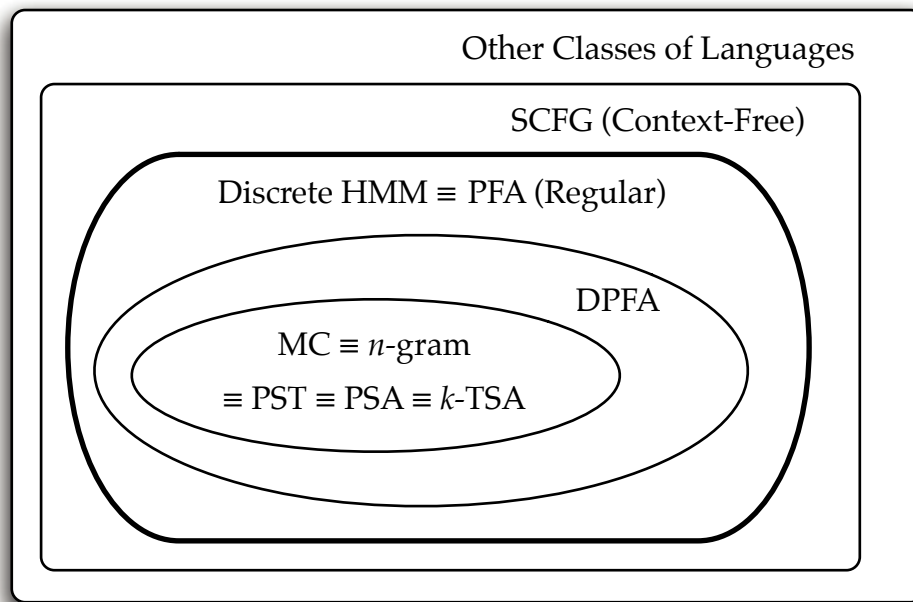 Other Classes of Languages
SCFG (Context-Free)
Discrete HMM ≡ PFA (Regular)
DPFA
MC ≡ n-gram
≡ PST ≡ PSA ≡ k-TSA